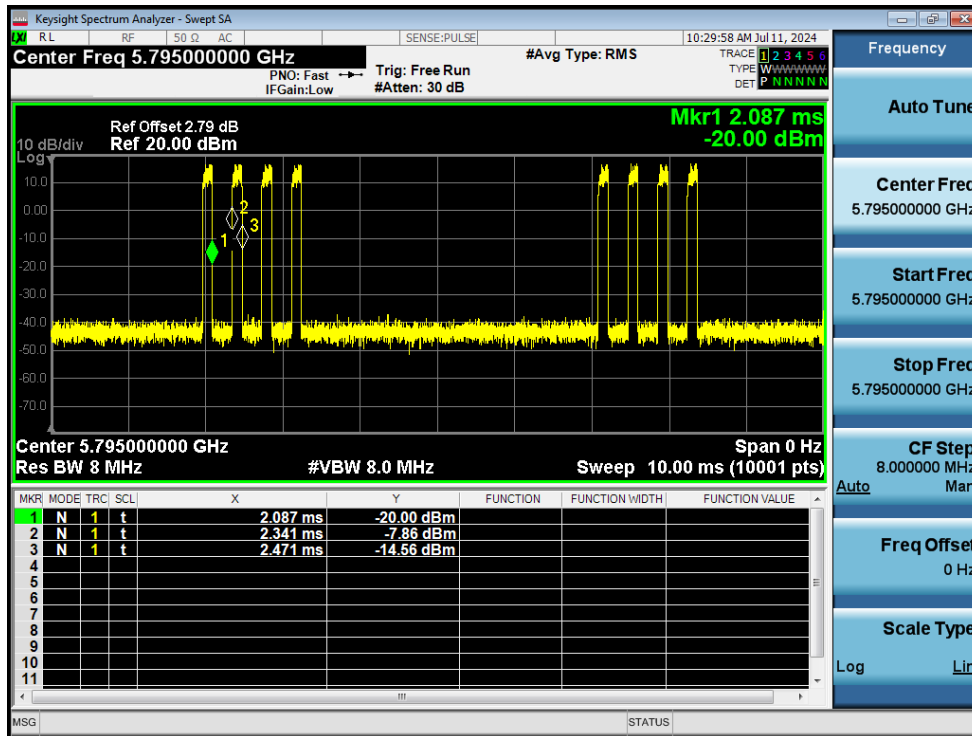 Keysight Spectrum Analyzer - Swept SA
LXI RL RF 50 Ω AC SENSE:PULSE 10:29:58 AM Jul 11, 2024
Center Freq 5.795000000 GHz
PNO: Fast
IFGain:Low
Trig: Free Run
#Atten: 30 dB
#Avg Type: RMS
TRACE 1 2 3 4 5 6
TYPE WWWWWW
DET P N N N N N
Mkr1 2.087 ms
-20.00 dBm
Ref Offset 2.79 dB
10 dB/div Ref 20.00 dBm
Log
10.0
0.00
-10.0
-20.0
-30.0
-40.0
-50.0
-60.0
-70.0
1
2
3
Center 5.795000000 GHz Span 0 Hz
Res BW 8 MHz #VBW 8.0 MHz Sweep 10.00 ms (10001 pts)
MKR MODE TRC SCL X Y FUNCTION FUNCTION WIDTH FUNCTION VALUE
1 N 1 t 2.087 ms -20.00 dBm
2 N 1 t 2.341 ms -7.86 dBm
3 N 1 t 2.471 ms -14.56 dBm
4
5
6
7
8
9
10
11
MSG STATUS
Frequency
Auto Tune
Center Freq
5.795000000 GHz
Start Freq
5.795000000 GHz
Stop Freq
5.795000000 GHz
CF Step
8.000000 MHz
Auto Man
Freq Offset
0 Hz
Scale Type
Log Lin